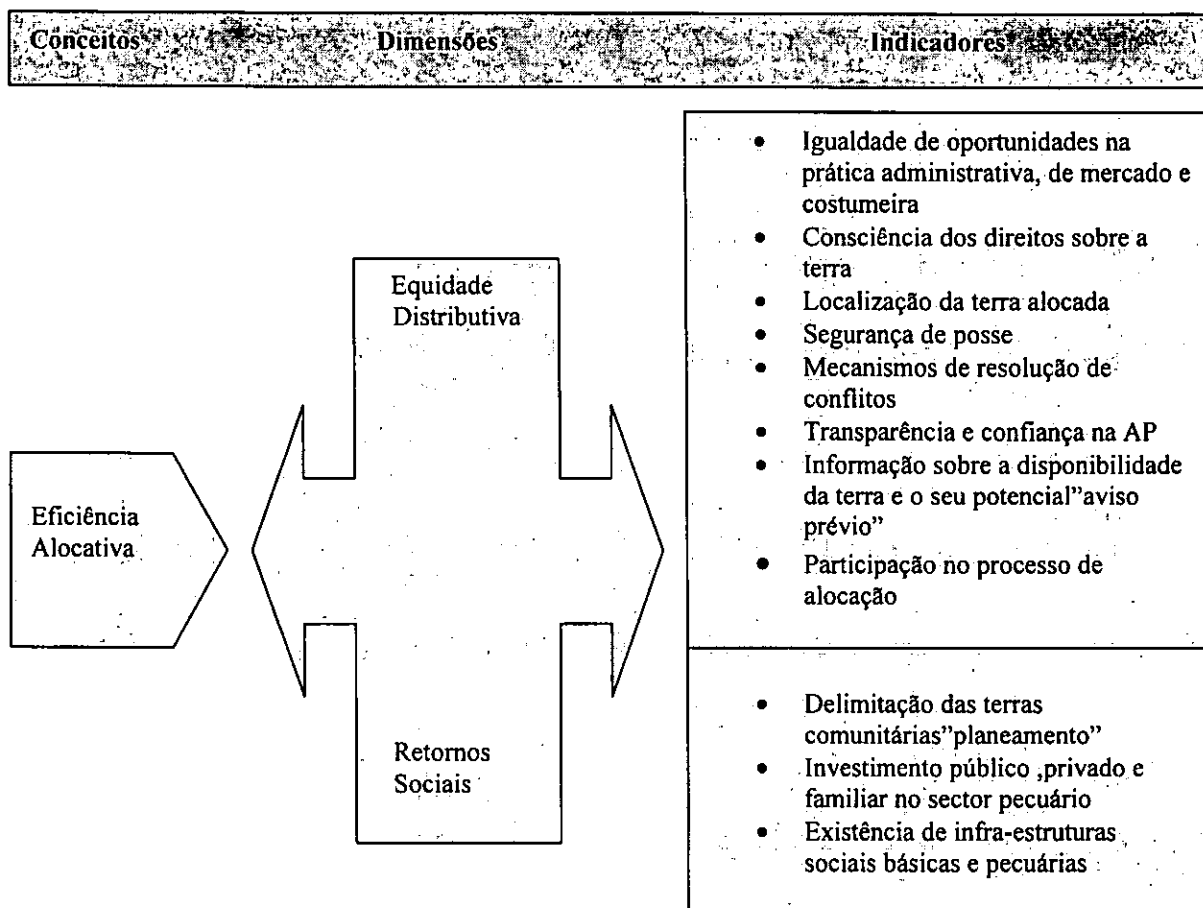 Conceitos Dimensões Indicadores
Eficiência
Alocativa
Equidade
Distributiva
Retornos
Sociais
• Igualdade de oportunidades na
prática administrativa, de mercado e
costumeira
• Consciência dos direitos sobre a
terra
• Localização da terra alocada
• Segurança de posse
• Mecanismos de resolução de
conflitos
• Transparência e confiança na AP
• Informação sobre a disponibilidade
da terra e o seu potencial”aviso
prévio”
• Participação no processo de
alocação
• Delimitação das terras
comunitárias”planeamento”
• Investimento público ,privado e
familiar no sector pecuário
• Existência de infra-estruturas
sociais básicas e pecuárias